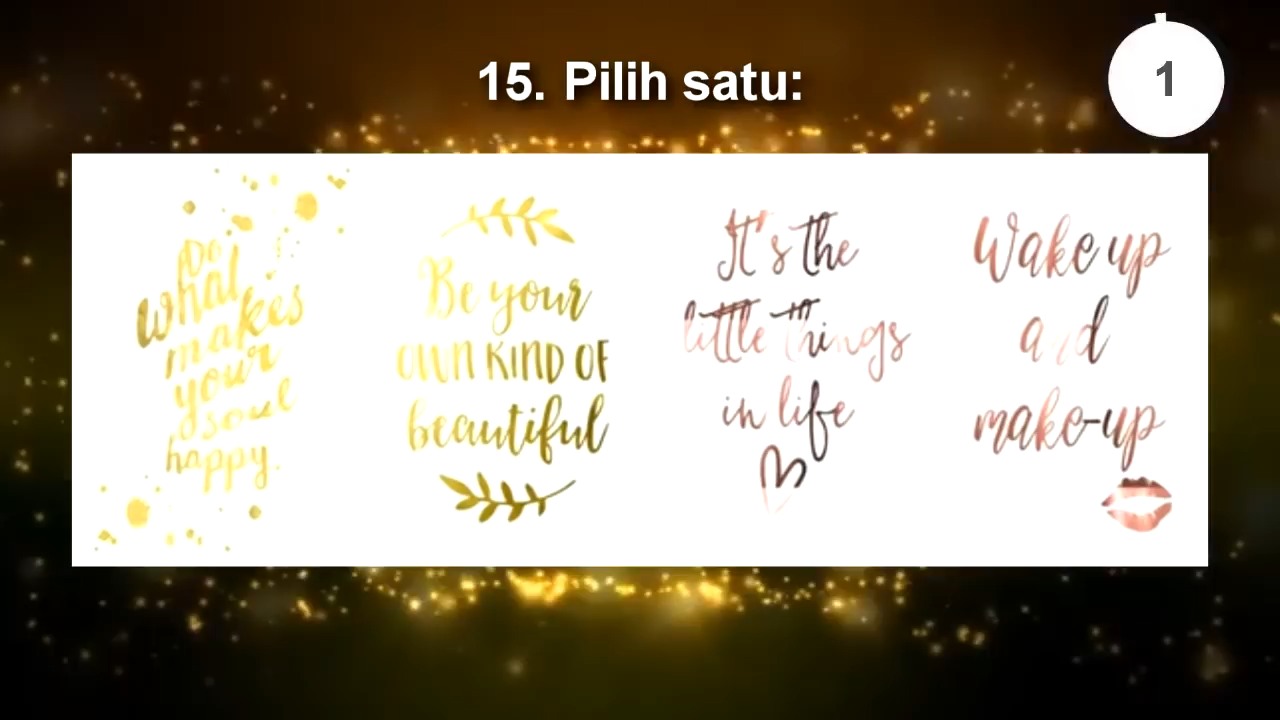 15. Pilih satu:
1
Do
what
makes
your
soul
happy.
Be your
OWN KIND OF
beautiful
It's the
little things
in life
Wake up
and
make-up